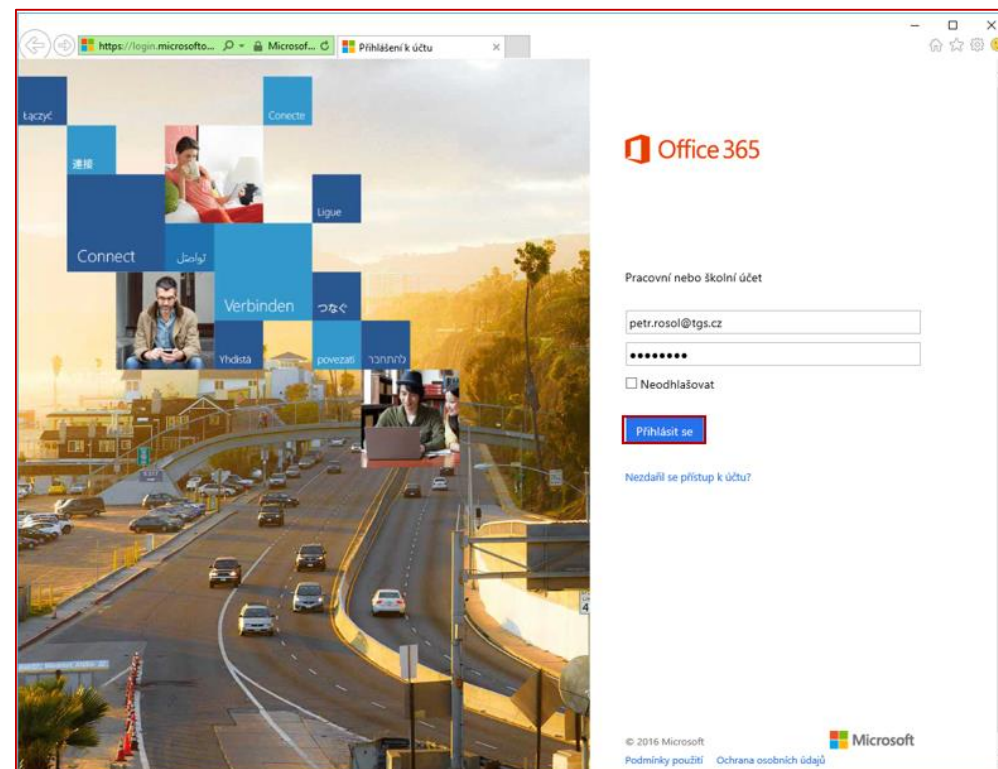 https://login.microsofto...
Microsof...
Přihlášení k účtu
Łączyć
Conecte
連接
Ligue
Connect
تواصل
Verbinden
つなぐ
Yhdistä
povezati
להתחבר
Office 365
Pracovní nebo školní účet
petr.rosol@tgs.cz
Neodhlašovat
Přihlásit se
Nezdařil se přístup k účtu?
© 2016 Microsoft
Microsoft
Podmínky použití Ochrana osobních údajů